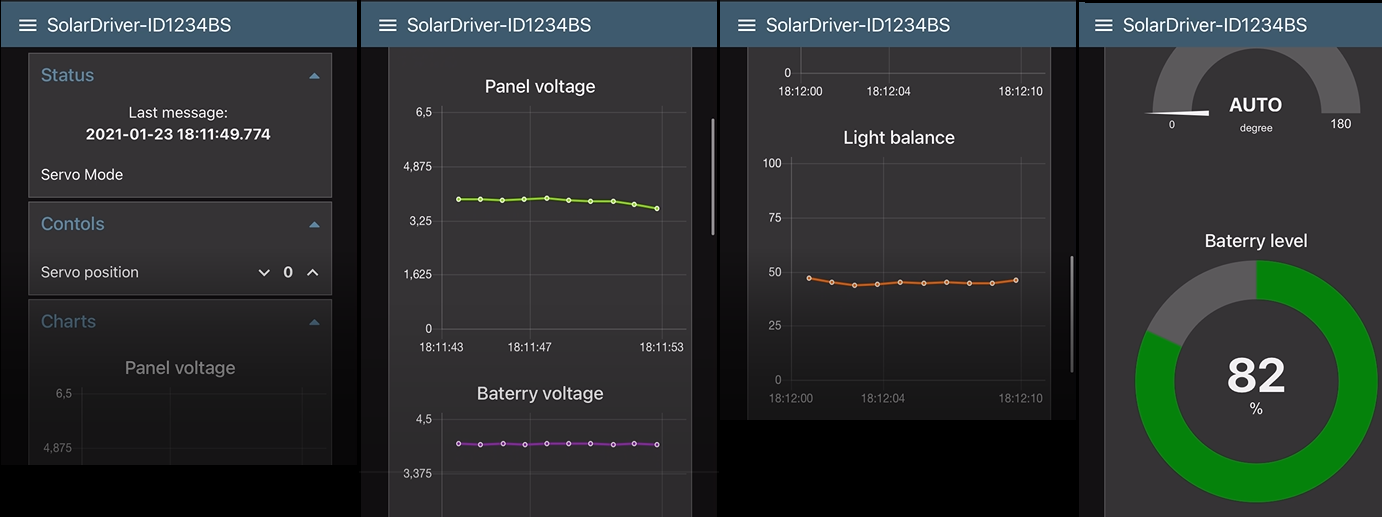 SolarDriver-ID1234BS
Status
Last message:
2021-01-23 18:11:49.774
Servo Mode
Contols
Servo position 0
Charts
Panel voltage
6,5
4,875
SolarDriver-ID1234BS
Panel voltage
6,5
4,875
3,25
1,625
0
18:11:43 18:11:47 18:11:53
Baterry voltage
4,5
3,375
SolarDriver-ID1234BS
0
18:12:00 18:12:04 18:12:10
Light balance
100
75
50
25
0
18:12:00 18:12:04 18:12:10
SolarDriver-ID1234BS
AUTO
0 degree 180
Baterry level
82
%